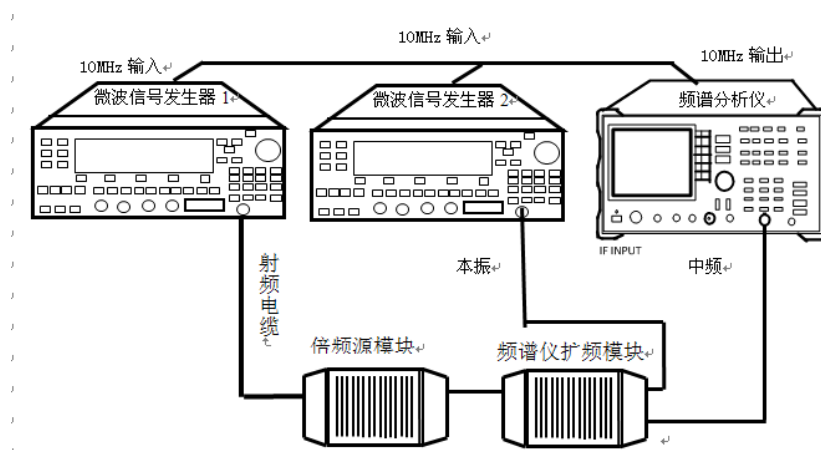 10MHz 输入
10MHz 输入
10MHz 输出
微波信号发生器 1
微波信号发生器 2
频谱分析仪
IF INPUT
射频电缆
本振
中频
倍频源模块
频谱仪扩频模块